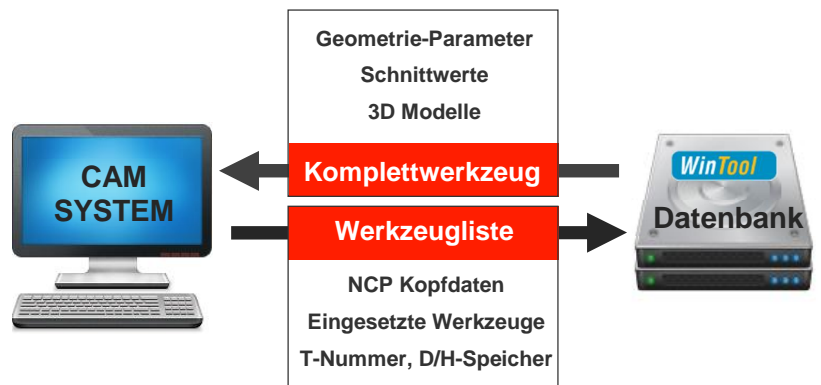 Geometrie-Parameter
Schnittwerte
3D Modelle
Komplettwerkzeug
CAM
SYSTEM
WinTool
Datenbank
Werkzeugliste
NCP Kopfdaten
Eingesetzte Werkzeuge
T-Nummer, D/H-Speicher